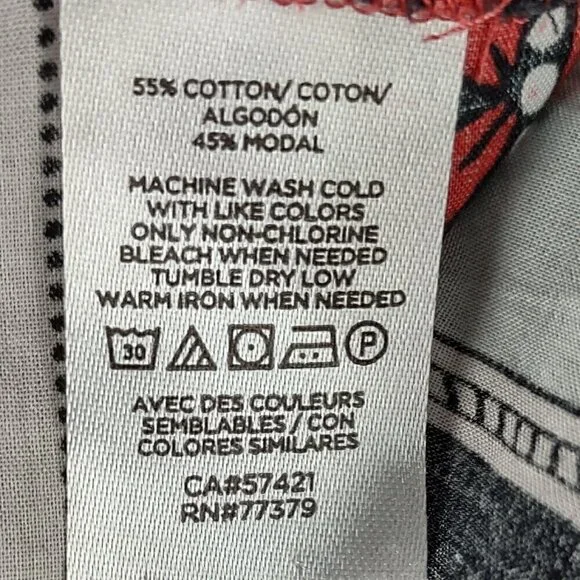 55% COTTON/ COTON/
ALGODÓN
45% MODAL
MACHINE WASH COLD
WITH LIKE COLORS
ONLY NON-CHLORINE
BLEACH WHEN NEEDED
TUMBLE DRY LOW
WARM IRON WHEN NEEDED
30 P
AVEC DES COULEURS
SEMBLABLES / CON
COLORES SIMILARES
CA#57421
RN#77379